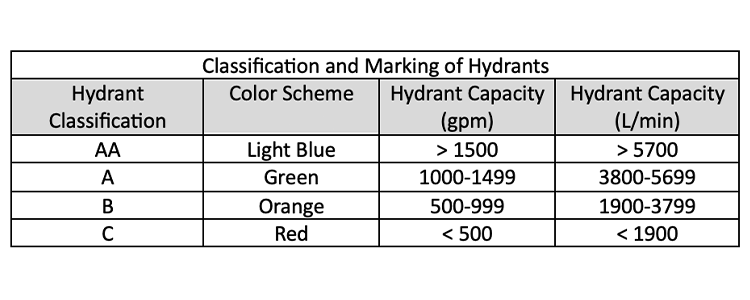 Classification and Marking of Hydrants
Hydrant Classification Color Scheme Hydrant Capacity (gpm) Hydrant Capacity (L/min)
AA Light Blue > 1500 > 5700
A Green 1000-1499 3800-5699
B Orange 500-999 1900-3799
C Red < 500 < 1900